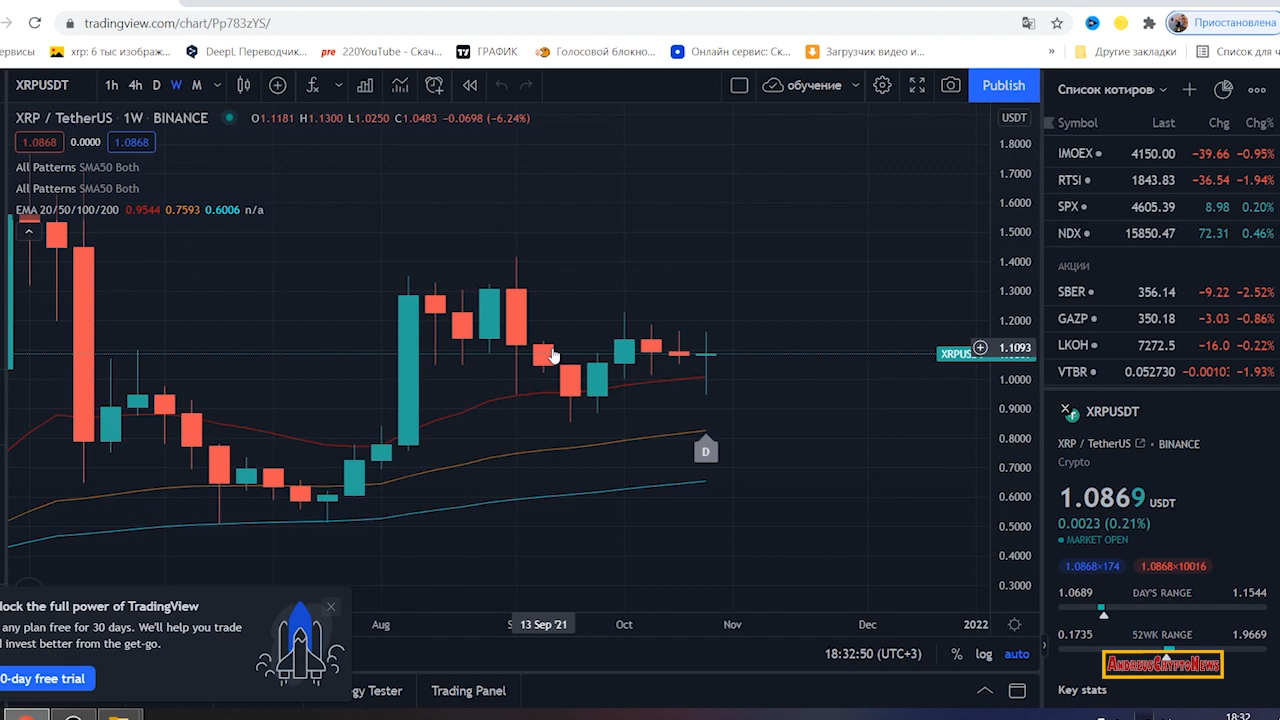 tradingview.com/chart/Pp783zYS/
Приостановлена
ервисы
xrp: 6 тыс изображ...
DeepL Переводчик...
pre 220YouTube - Скач...
ГРАФИК
Голосовой блокно...
Онлайн сервис: Ск...
Загрузчик видео и...
»
Другие закладки
Список для
XRPUSDT
1h 4h D W M
обучение
Publish
Список котиров
XRP / TetherUS · 1W · BINANCE
O1.1181 H1.1300 L1.0250 C1.0483 -0.0698 (-6.24%)
USDT
Symbol Last Chg Chg%
1.0868 0.0000 1.0868
All Patterns SMA50 Both
All Patterns SMA50 Both
EMA 20/50/100/200 0.9544 0.7593 0.6006 n/a
1.8000
1.7000
1.6000
1.5000
1.4000
1.3000
1.2000
XRPUS
1.1093
1.0000
0.9000
0.8000
0.7000
0.6000
0.5000
0.4000
0.3000
D
IMOEX 4150.00 -39.66 -0.95%
RTSI 1843.83 -36.54 -1.94%
SPX 4605.39 8.98 0.20%
NDX 15850.47 72.31 0.46%
АКЦИИ
SBER 356.14 -9.22 -2.52%
GAZP 350.18 -3.03 -0.86%
LKOH 7272.5 -16.0 -0.22%
VTBR 0.052730 -0.00103 -1.93%
XRPUSDT
XRP / TetherUS · BINANCE
Crypto
1.0869 USDT
0.0023 (0.21%)
MARKET OPEN
1.0868×174 1.0868×10016
1.0689 DAY'S RANGE 1.1544
0.1735 52WK RANGE 1.9669
ANDREUSCRYPTONEWS
Key stats
lock the full power of TradingView
any plan free for 30 days. We'll help you trade
invest better from the get-go.
0-day free trial
Aug
13 Sep '21
Oct
Nov
Dec
2022
18:32:50 (UTC+3)
% log auto
gy Tester
Trading Panel
18:32